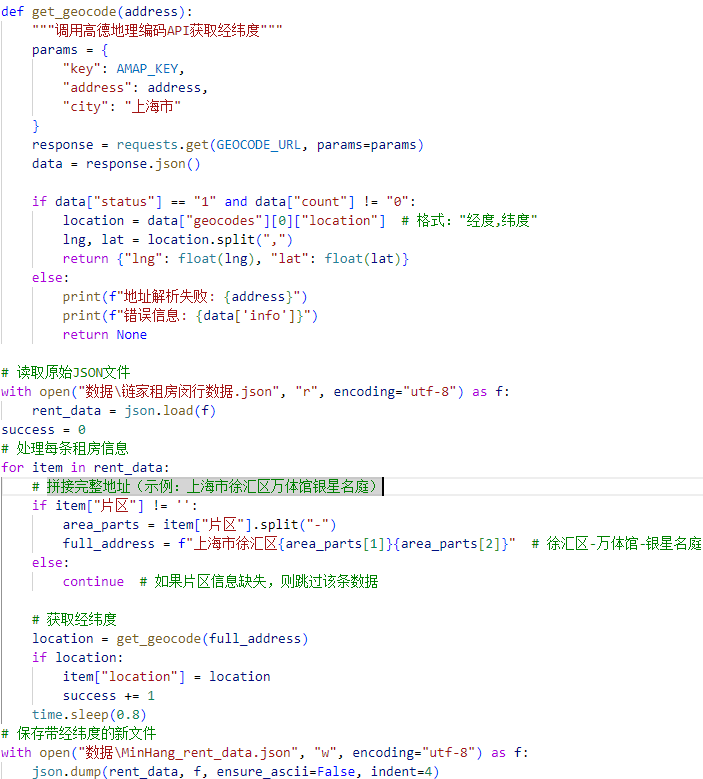 def get_geocode(address):
    """调用高德地理编码API获取经纬度"""
    params = {
        "key": AMAP_KEY,
        "address": address,
        "city": "上海市"
    }
    response = requests.get(GEOCODE_URL, params=params)
    data = response.json()

    if data["status"] == "1" and data["count"] != "0":
        location = data["geocodes"][0]["location"]  # 格式："经度,纬度"
        lng, lat = location.split(",")
        return {"lng": float(lng), "lat": float(lat)}
    else:
        print(f"地址解析失败: {address}")
        print(f"错误信息: {data['info']}")
        return None

# 读取原始JSON文件
with open("数据\链家租房闵行数据.json", "r", encoding="utf-8") as f:
    rent_data = json.load(f)
success = 0
# 处理每条租房信息
for item in rent_data:
    # 拼接完整地址（示例：上海市徐汇区万体馆银星名庭）
    if item["片区"] != '':
        area_parts = item["片区"].split("-")
        full_address = f"上海市徐汇区{area_parts[1]}{area_parts[2]}"  # 徐汇区-万体馆-银星名庭
    else:
        continue  # 如果片区信息缺失，则跳过该条数据

    # 获取经纬度
    location = get_geocode(full_address)
    if location:
        item["location"] = location
        success += 1
    time.sleep(0.8)
# 保存带经纬度的新文件
with open("数据\MinHang_rent_data.json", "w", encoding="utf-8") as f:
    json.dump(rent_data, f, ensure_ascii=False, indent=4)